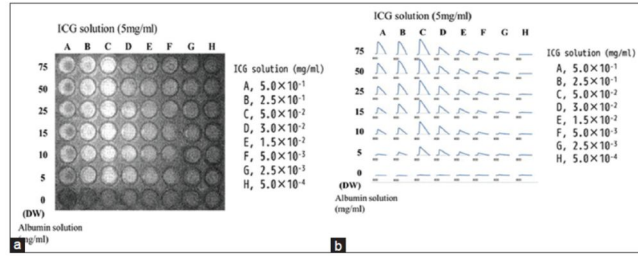 ICG solution (5mg/ml)
A B C D E F G H
75
50
25
15
10
5
0
(DW)
Albumin solution
(mg/ml)
ICG solution (mg/ml)
A, 5.0×10-1
B, 2.5×10-1
C, 5.0×10-2
D, 3.0×10-2
E, 1.5×10-2
F, 5.0×10-3
G, 2.5×10-3
H, 5.0×10-4
a
ICG solution (5mg/ml)
A B C D E F G H
75
50
25
15
10
5
0
(DW)
Albumin solution
(mg/ml)
ICG solution (mg/ml)
A, 5.0×10-1
B, 2.5×10-1
C, 5.0×10-2
D, 3.0×10-2
E, 1.5×10-2
F, 5.0×10-3
G, 2.5×10-3
H, 5.0×10-4
b